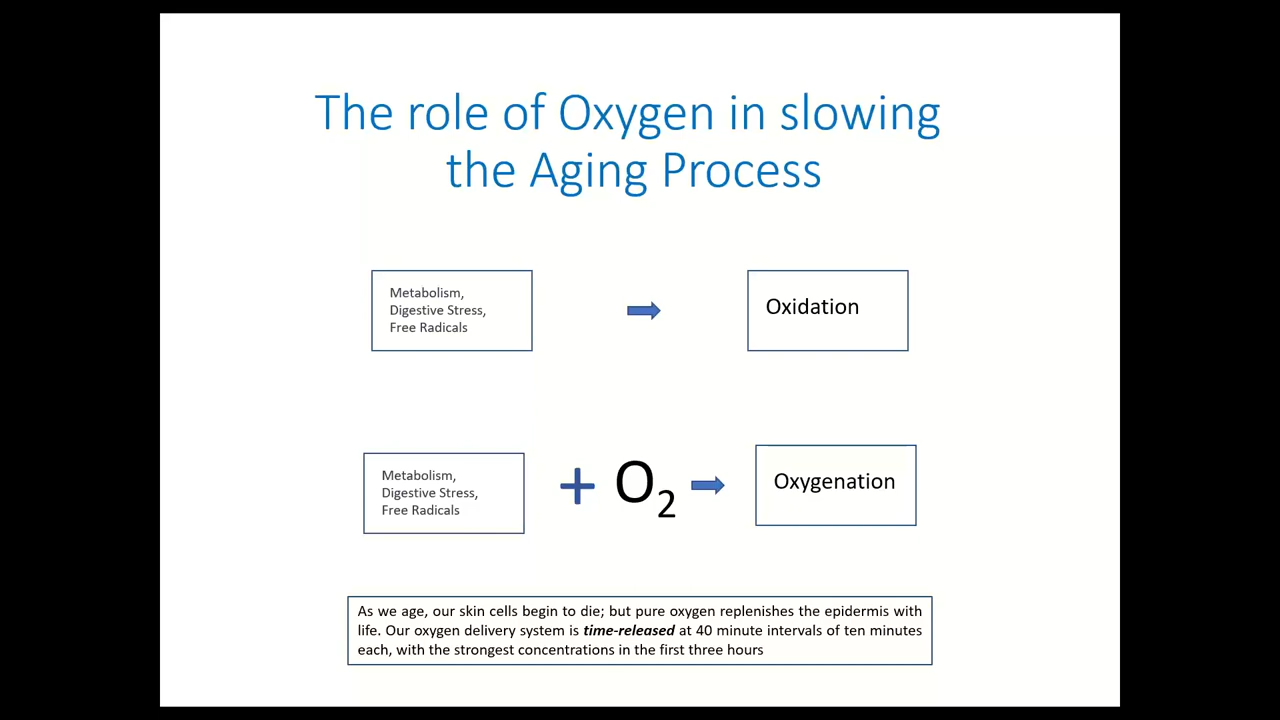 The role of Oxygen in slowing
the Aging Process
Metabolism,
Digestive Stress,
Free Radicals
Oxidation
Metabolism,
Digestive Stress,
Free Radicals
+ O₂
Oxygenation
As we age, our skin cells begin to die; but pure oxygen replenishes the epidermis with
life. Our oxygen delivery system is time-released at 40 minute intervals of ten minutes
each, with the strongest concentrations in the first three hours